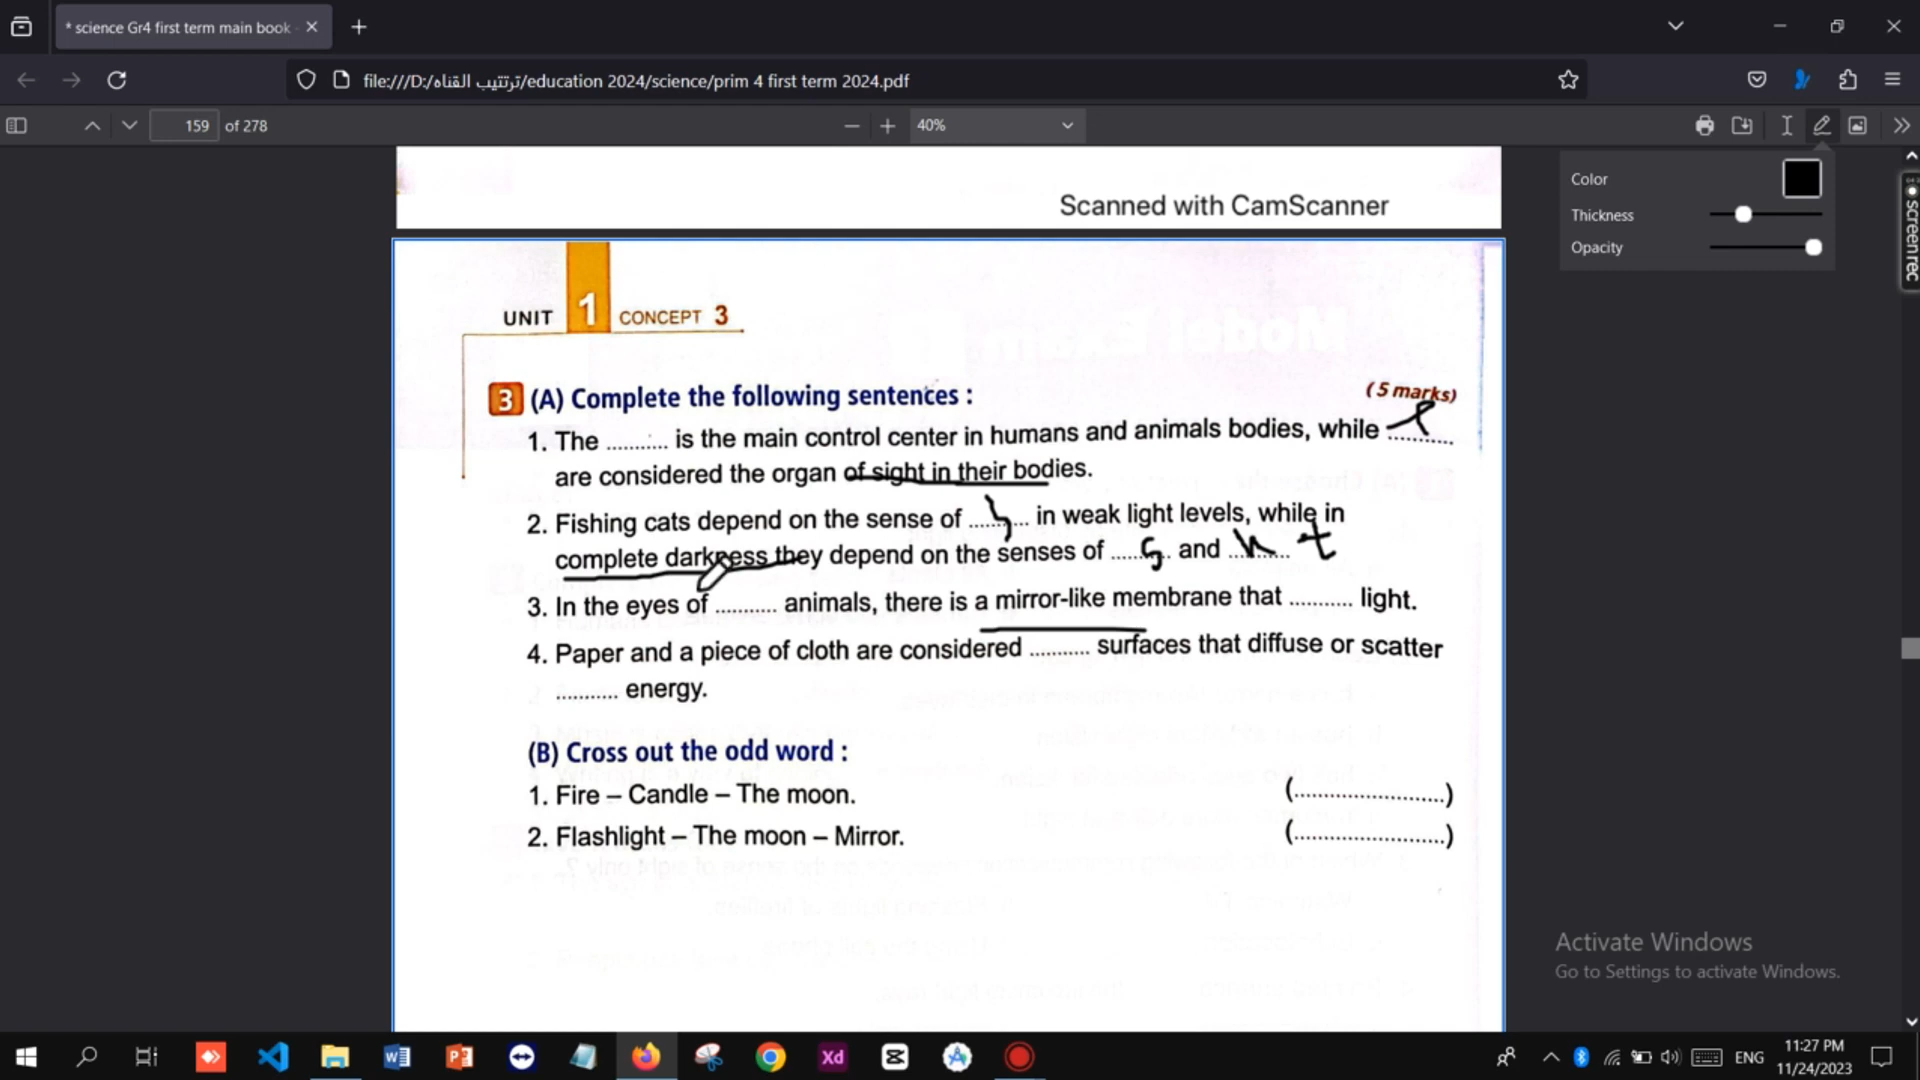 * science Gr4 first term main book
file:///D:/ترتتيب القناه/education 2024/science/prim 4 first term 2024.pdf
159 of 278
40%
Color
Thickness
Opacity
screenrec
Scanned with CamScanner
UNIT 1 CONCEPT 3
3 (A) Complete the following sentences : (5 marks)
1. The .......... is the main control center in humans and animals bodies, while ..........
are considered the organ of sight in their bodies.
2. Fishing cats depend on the sense of .......... in weak light levels, while in
complete darkness they depend on the senses of .......... and ..........
3. In the eyes of .......... animals, there is a mirror-like membrane that .......... light.
4. Paper and a piece of cloth are considered .......... surfaces that diffuse or scatter
.......... energy.
(B) Cross out the odd word :
1. Fire – Candle – The moon. (........................)
2. Flashlight – The moon – Mirror. (........................)
Activate Windows
Go to Settings to activate Windows.
Xd
ENG
11:27 PM
11/24/2023